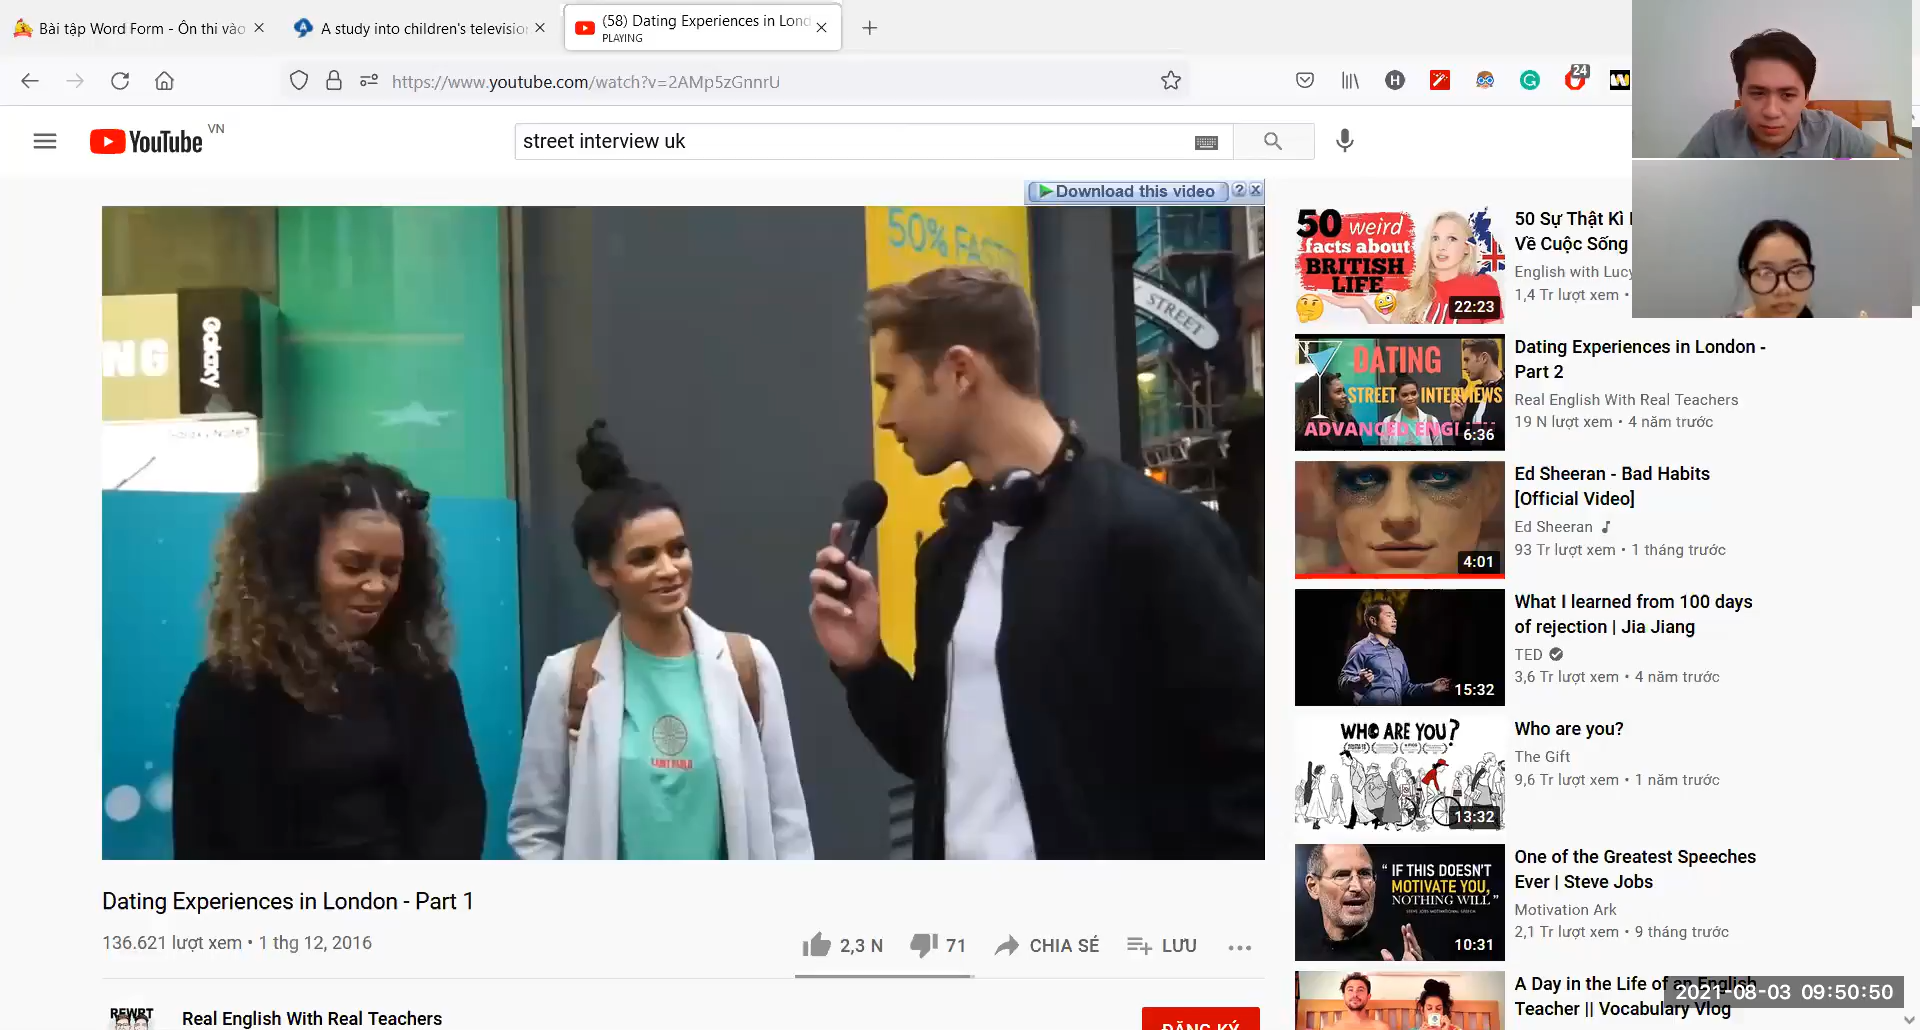 Bài tập Word Form - Ôn thi vào
A study into children's televisio
(58) Dating Experiences in Lond
PLAYING
https://www.youtube.com/watch?v=2AMp5zGnnrU
24
YouTube VN
street interview uk
Download this video ? x
50% FASTE
STREET
NG
Galaxy
Dating Experiences in London - Part 1
136.621 lượt xem • 1 thg 12, 2016
2,3 N
71
CHIA SẺ
LƯU
Real English With Real Teachers
ĐĂNG KÝ
50 weird
facts about
BRITISH
LIFE
22:23
50 Sự Thật Kì
Về Cuộc Sống
English with Lucy
1,4 Tr lượt xem •
DATING
STREET INTERVIEWS
ADVANCED ENGL
6:36
Dating Experiences in London -
Part 2
Real English With Real Teachers
19 N lượt xem • 4 năm trước
4:01
Ed Sheeran - Bad Habits
[Official Video]
Ed Sheeran
93 Tr lượt xem • 1 tháng trước
15:32
What I learned from 100 days
of rejection | Jia Jiang
TED
3,6 Tr lượt xem • 4 năm trước
WHO ARE YOU?
13:32
Who are you?
The Gift
9,6 Tr lượt xem • 1 năm trước
“ IF THIS DOESN'T
MOTIVATE YOU,
NOTHING WILL ”
10:31
One of the Greatest Speeches
Ever | Steve Jobs
Motivation Ark
2,1 Tr lượt xem • 9 tháng trước
A Day in the Life of an English
Teacher || Vocabulary Vlog
2021-08-03 09:50:50